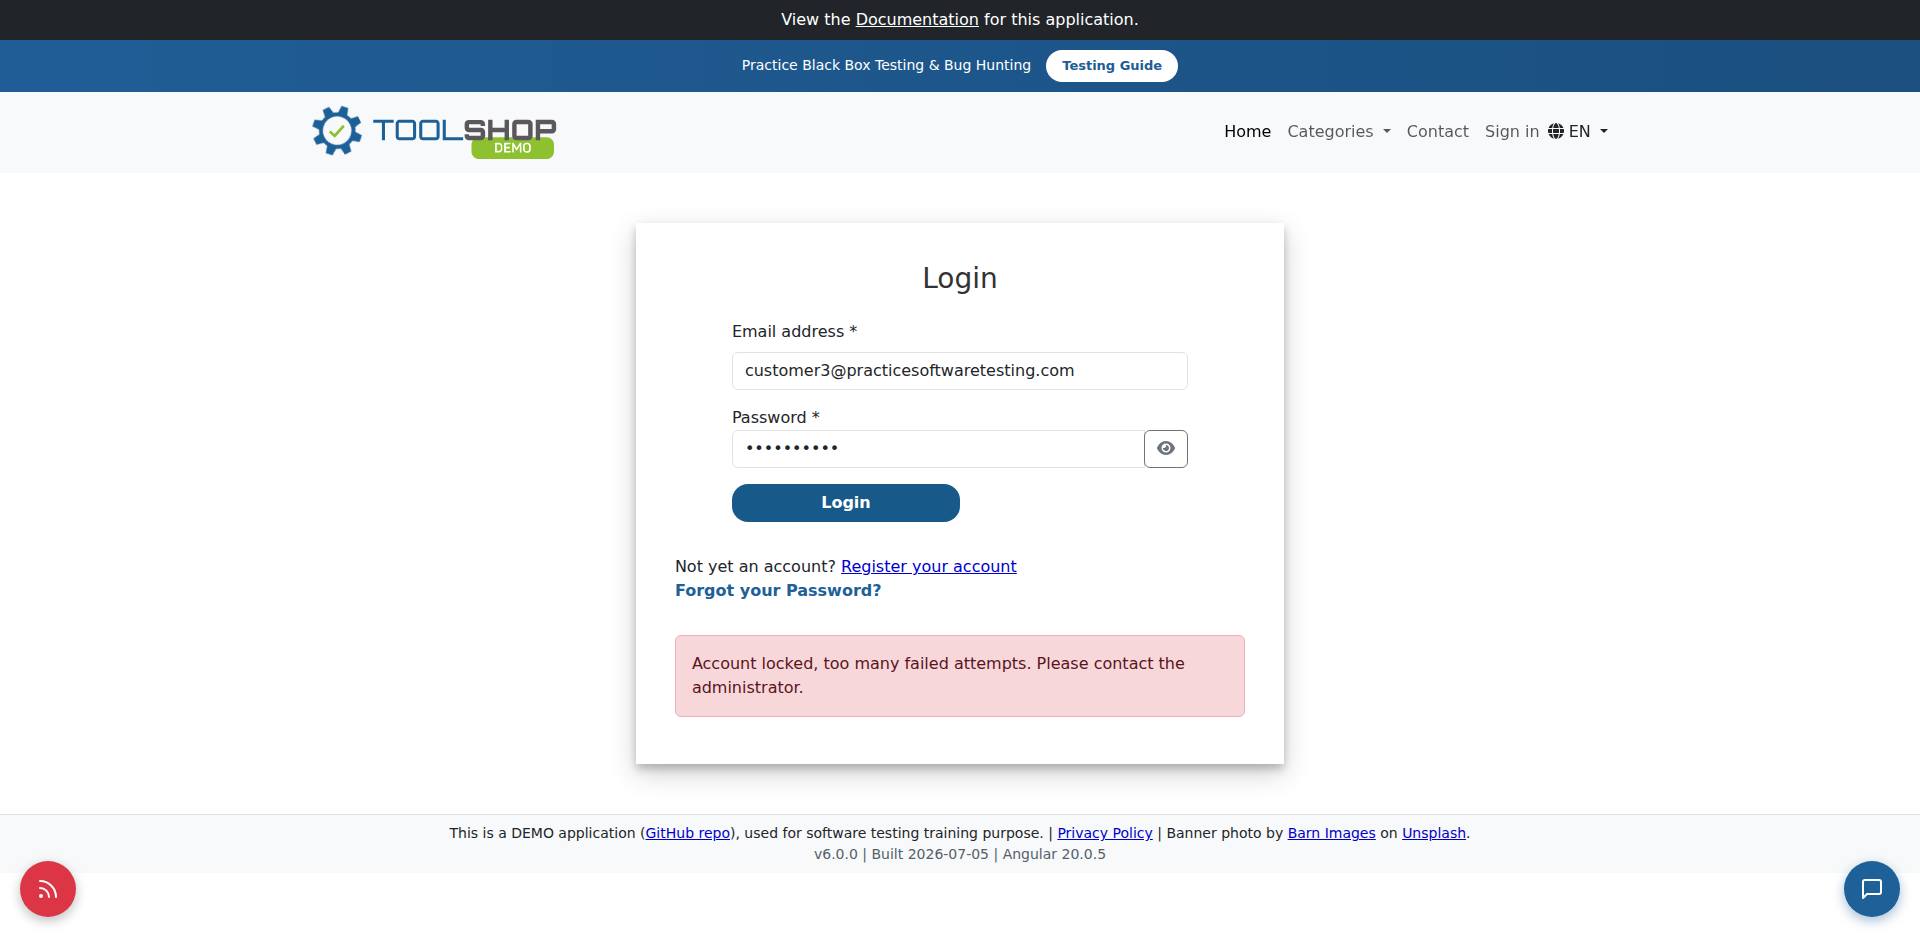 View the Documentation for this application.
Practice Black Box Testing & Bug Hunting Testing Guide
TOOLSHOP
DEMO
Home Categories Contact Sign in EN
Login
Email address *
customer3@practicesoftwaretesting.com
Password *
••••••••••
Login
Not yet an account? Register your account
Forgot your Password?
Account locked, too many failed attempts. Please contact the
administrator.
This is a DEMO application (GitHub repo), used for software testing training purpose. | Privacy Policy | Banner photo by Barn Images on Unsplash.
v6.0.0 | Built 2026-07-05 | Angular 20.0.5